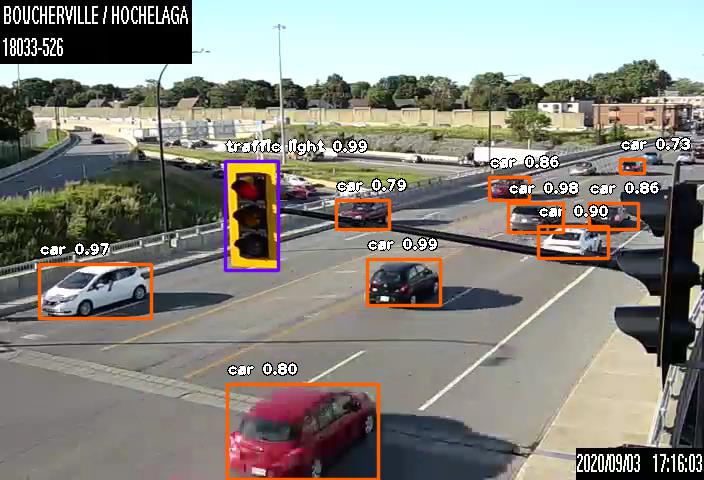 BOUCHERVILLE / HOCHELAGA
18033-526
traffic light 0.99
car 0.73
car 0.86
car 0.79
car 0.98
car 0.86
car 0.90
car 0.97
car 0.99
car 0.80
2020/09/03 17:16:03